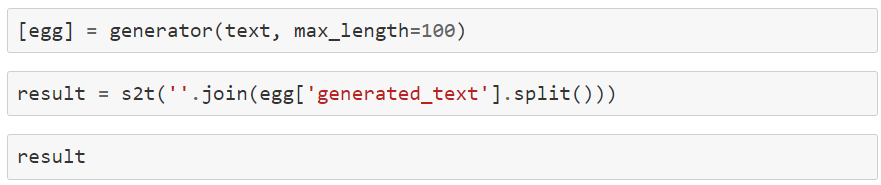 [egg] = generator(text, max_length=100)
result = s2t(''.join(egg['generated_text'].split()))
result